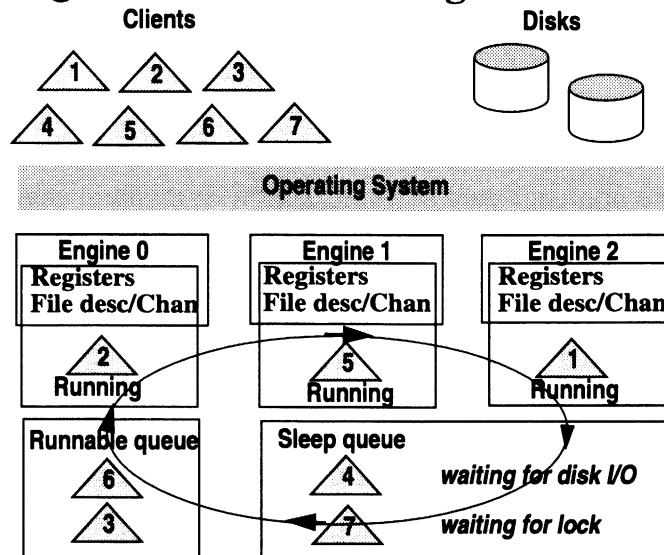 Clients
Disks
1 2 3
4 5 6 7
Operating System
Engine 0
Engine 1
Engine 2
Registers
File desc/Chan
Registers
File desc/Chan
Registers
File desc/Chan
2
Running
5
Running
1
Running
Runnable queue
6
3
Sleep queue
4
waiting for disk I/O
7
waiting for lock